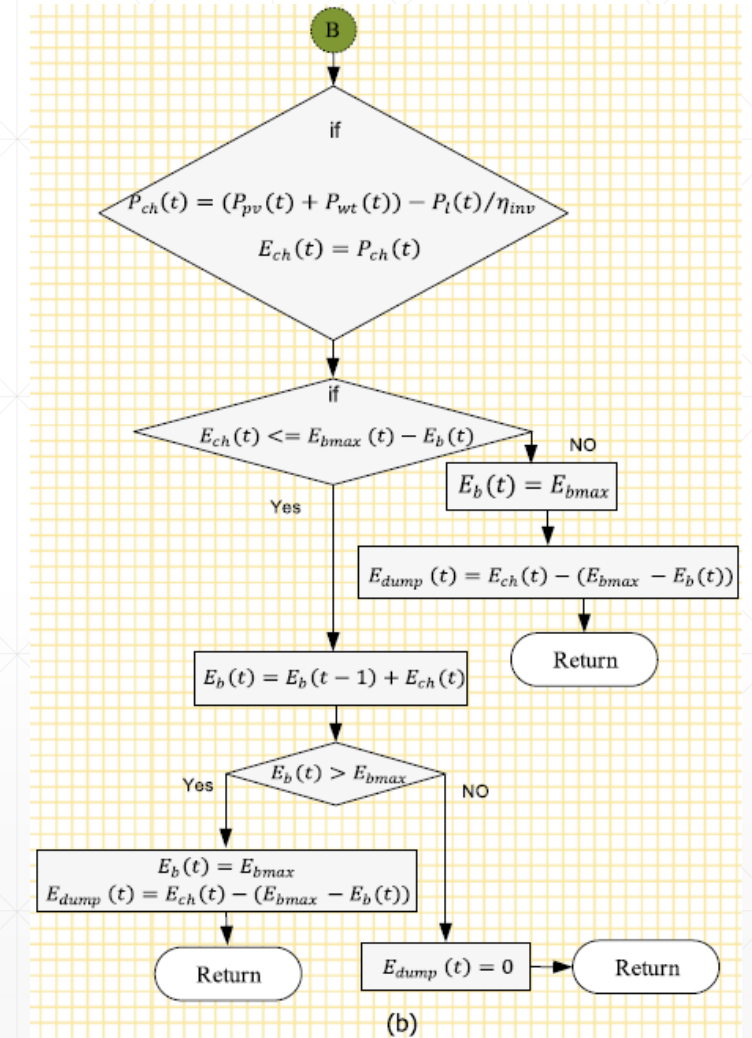 B
if
P_ch(t) = (P_pv(t) + P_wt(t)) − P_l(t)/η_inv
E_ch(t) = P_ch(t)
if
E_ch(t) <= E_bmax (t) − E_b(t)
NO
E_b(t) = E_bmax
Yes
E_dump (t) = E_ch(t) − (E_bmax − E_b(t))
Return
E_b(t) = E_b(t − 1) + E_ch(t)
E_b(t) > E_bmax
Yes
NO
E_b(t) = E_bmax
E_dump (t) = E_ch(t) − (E_bmax − E_b(t))
Return
E_dump (t) = 0
Return
(b)